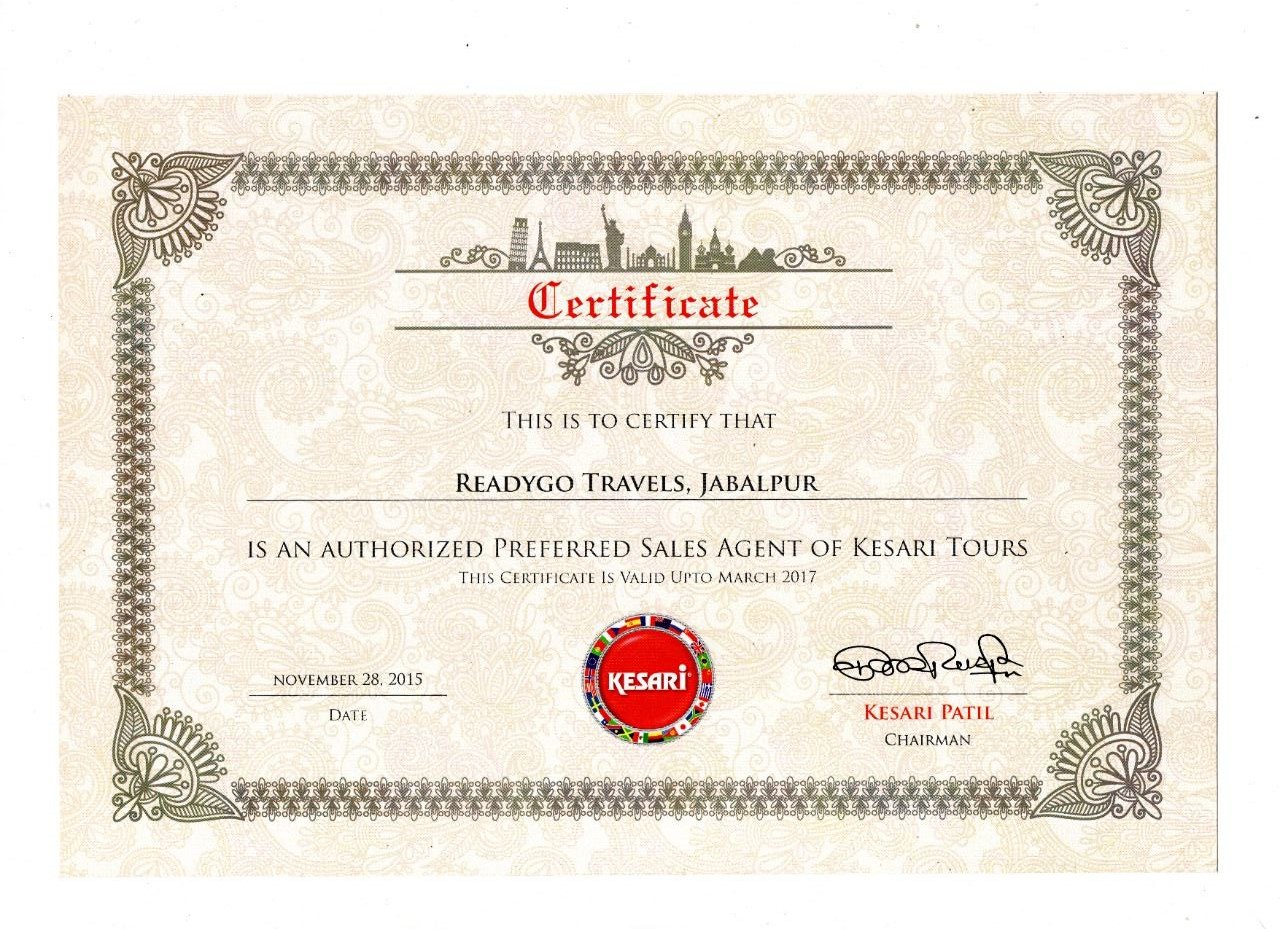 Certificate
THIS IS TO CERTIFY THAT
READYGO TRAVELS, JABALPUR
IS AN AUTHORIZED PREFERRED SALES AGENT OF KESARI TOURS
THIS CERTIFICATE IS VALID UPTO MARCH 2017
KESARI®
NOVEMBER 28, 2015
DATE
KESARI PATIL
CHAIRMAN